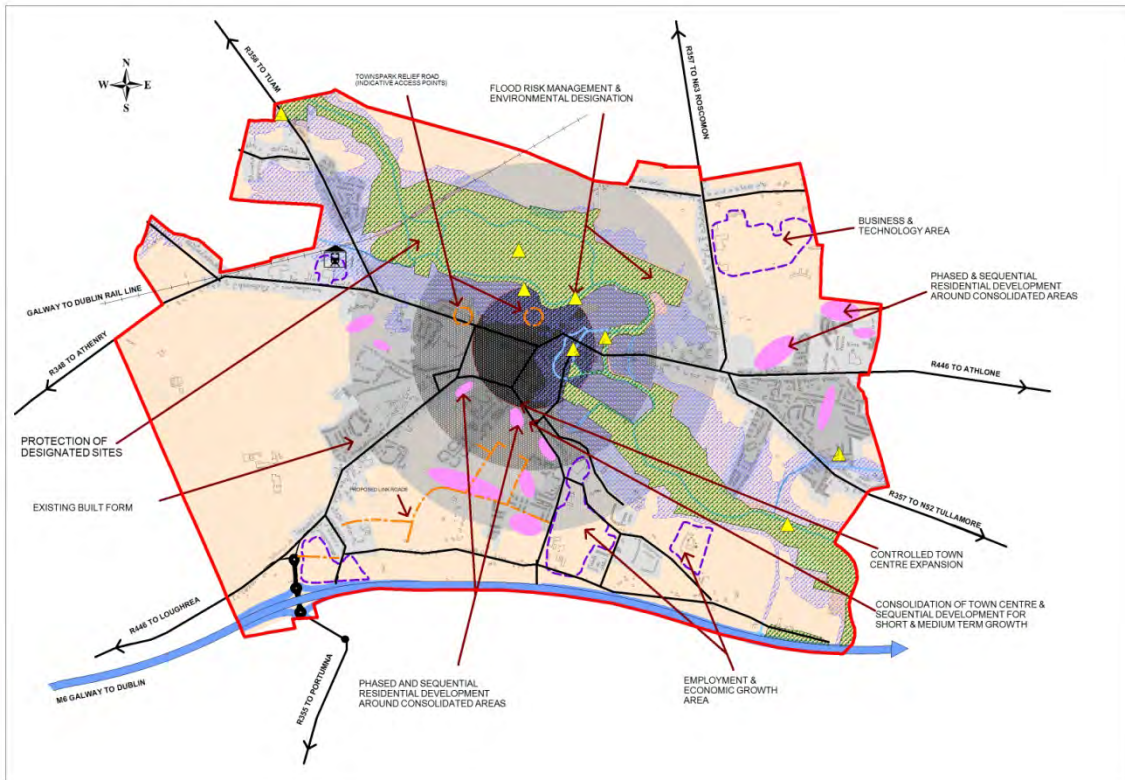 N
W E
S
R358 TO TUAM
TOWNSPARK RELIEF ROAD
(INDICATIVE ACCESS POINTS)
FLOOD RISK MANAGEMENT &
ENVIRONMENTAL DESIGNATION
R357 TO N63 ROSCOMON
BUSINESS &
TECHNOLOGY AREA
PHASED & SEQUENTIAL
RESIDENTIAL DEVELOPMENT
AROUND CONSOLIDATED AREAS
GALWAY TO DUBLIN RAIL LINE
R348 TO ATHENRY
R446 TO ATHLONE
PROTECTION OF
DESIGNATED SITES
EXISTING BUILT FORM
PROPOSED LINK ROADS
R357 TO N52 TULLAMORE
CONTROLLED TOWN
CENTRE EXPANSION
CONSOLIDATION OF TOWN CENTRE &
SEQUENTIAL DEVELOPMENT FOR
SHORT & MEDIUM TERM GROWTH
R446 TO LOUGHREA
M6 GALWAY TO DUBLIN
R355 TO PORTUMNA
PHASED AND SEQUENTIAL
RESIDENTIAL DEVELOPMENT
AROUND CONSOLIDATED AREAS
EMPLOYMENT &
ECONOMIC GROWTH
AREA